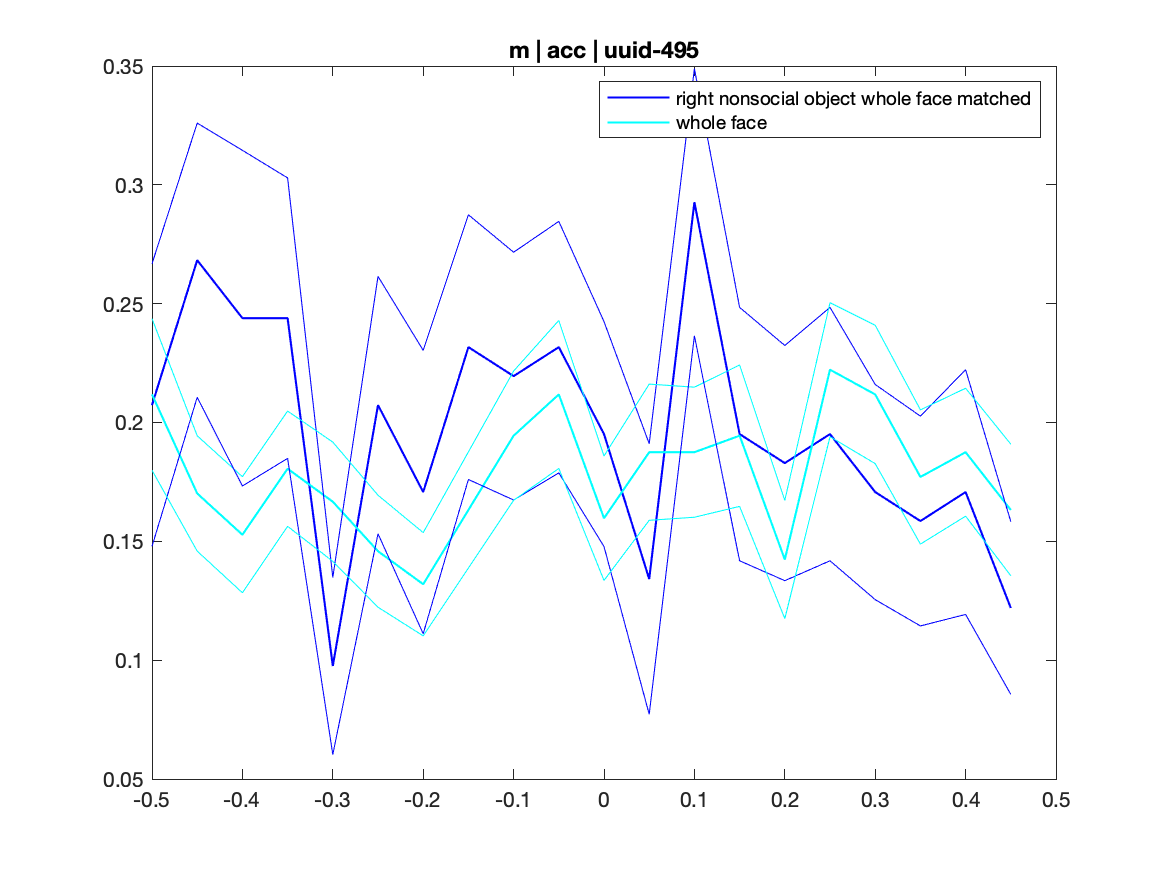 m | acc | uuid-495
0.35
right nonsocial object whole face matched
whole face
0.3
0.25
0.2
0.15
0.1
0.05
-0.5 -0.4 -0.3 -0.2 -0.1 0 0.1 0.2 0.3 0.4 0.5